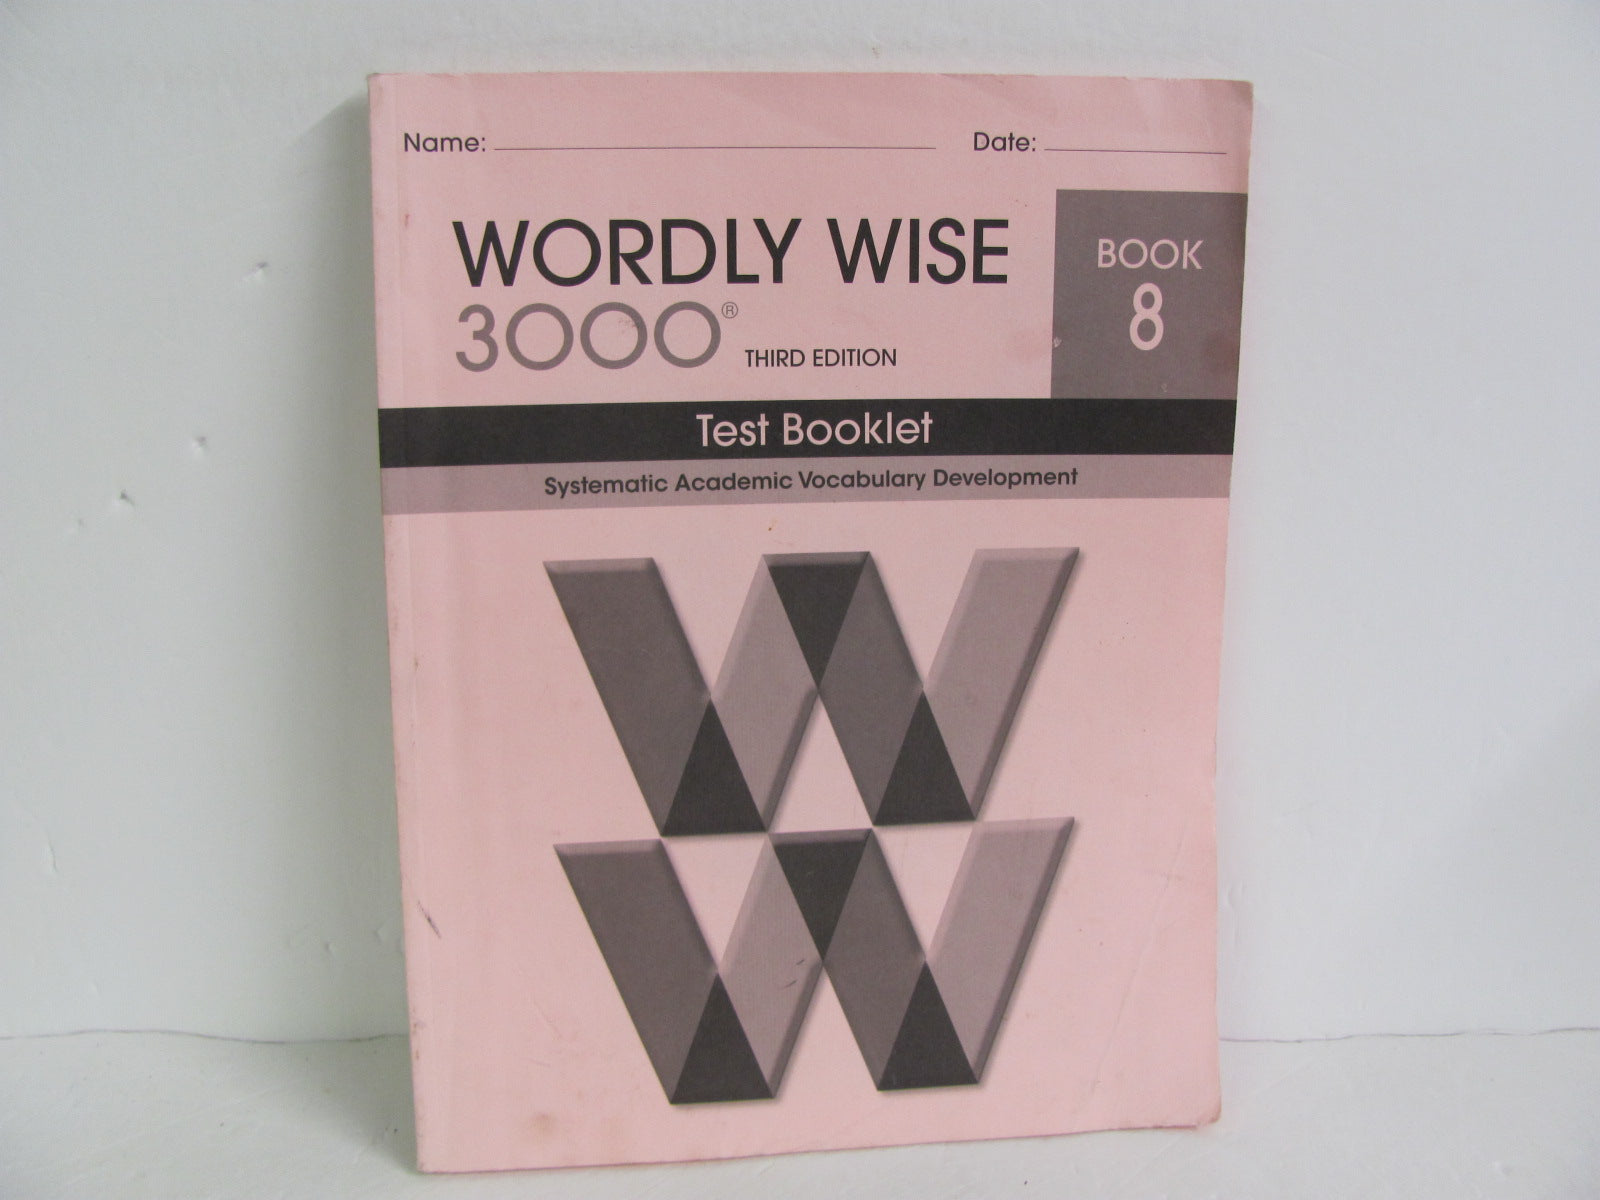 Name: Date:
WORDLY WISE
3000® THIRD EDITION
BOOK
8
Test Booklet
Systematic Academic Vocabulary Development